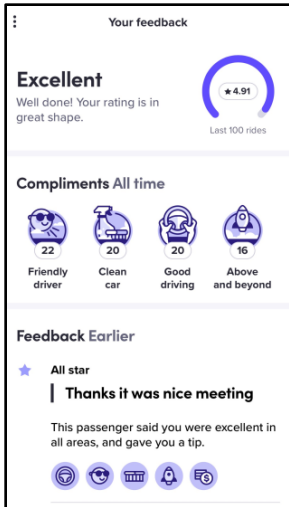 Your feedback
Excellent
Well done! Your rating is in
great shape.
★4.91
Last 100 rides
Compliments All time
22
20
20
16
Friendly
driver
Clean
car
Good
driving
Above
and beyond
Feedback Earlier
All star
Thanks it was nice meeting
This passenger said you were excellent in
all areas, and gave you a tip.